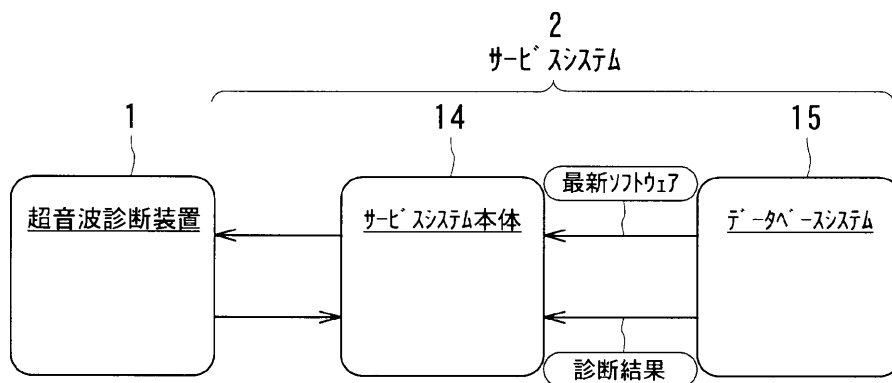 2
サービスシステム
1
14
15
最新ソフトウェア
超音波診断装置
サービスシステム本体
データベースシステム
診断結果